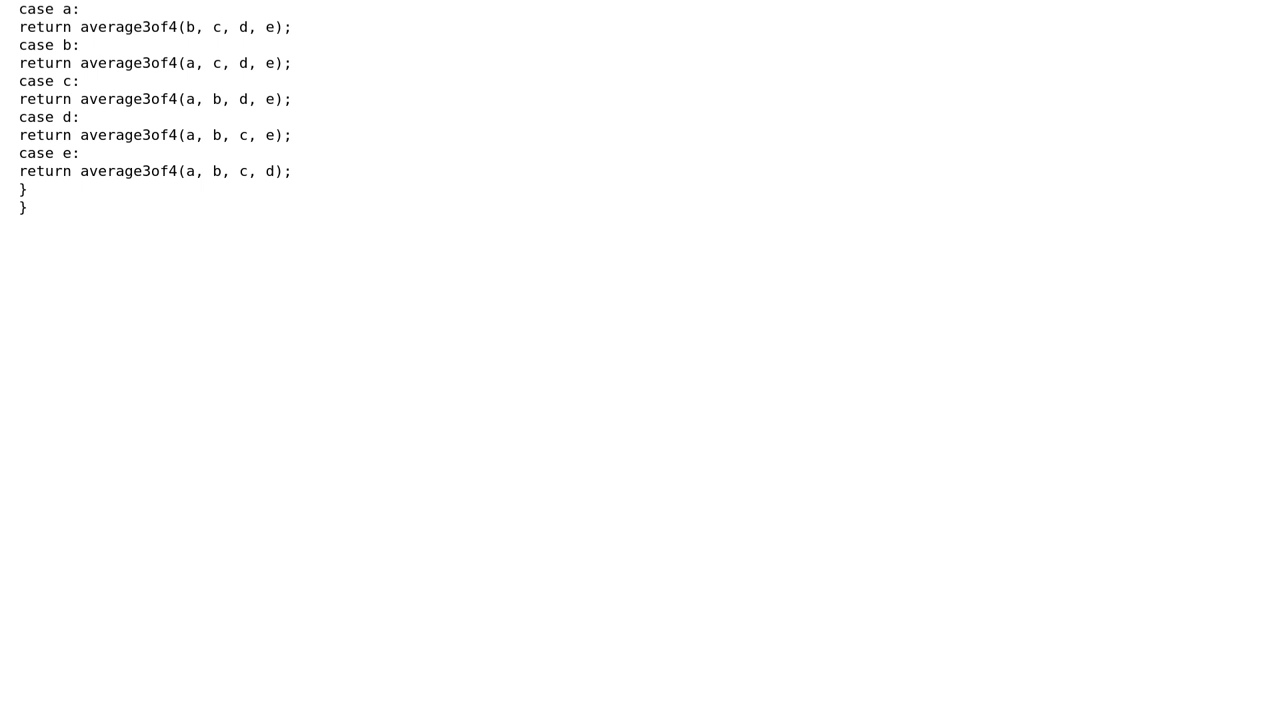 case a:
return average3of4(b, c, d, e);
case b:
return average3of4(a, c, d, e);
case c:
return average3of4(a, b, d, e);
case d:
return average3of4(a, b, c, e);
case e:
return average3of4(a, b, c, d);
}
}